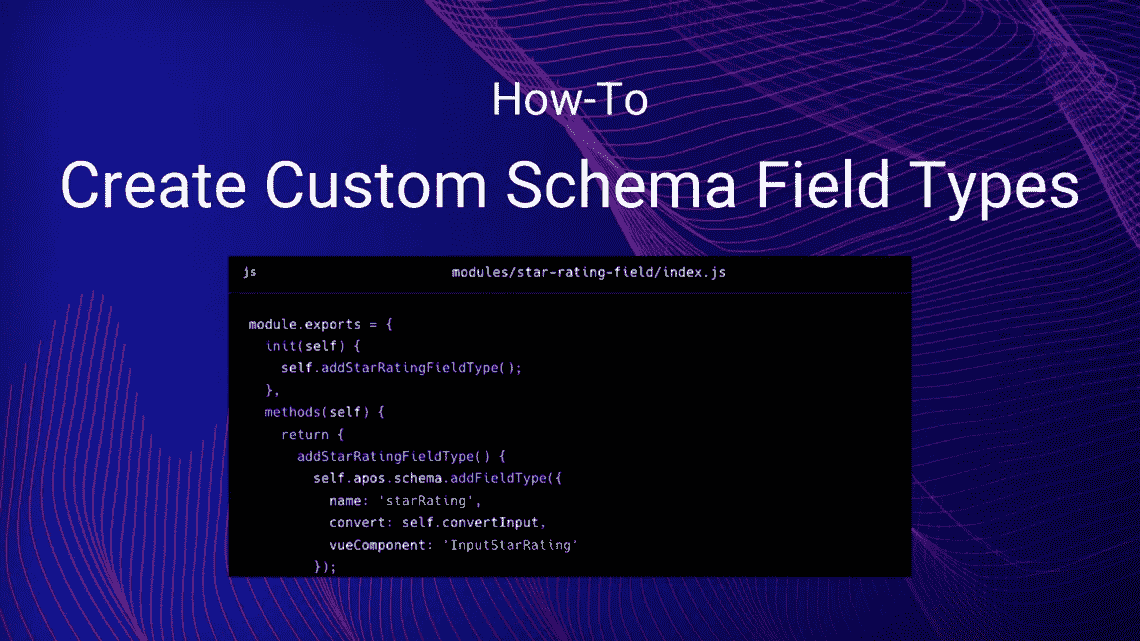 How-To
Create Custom Schema Field Types
js modules/star-rating-field/index.js
module.exports = {
init(self) {
self.addStarRatingFieldType();
},
methods(self) {
return {
addStarRatingFieldType() {
self.apos.schema.addFieldType({
name: 'starRating',
convert: self.convertInput,
vueComponent: 'InputStarRating'
});